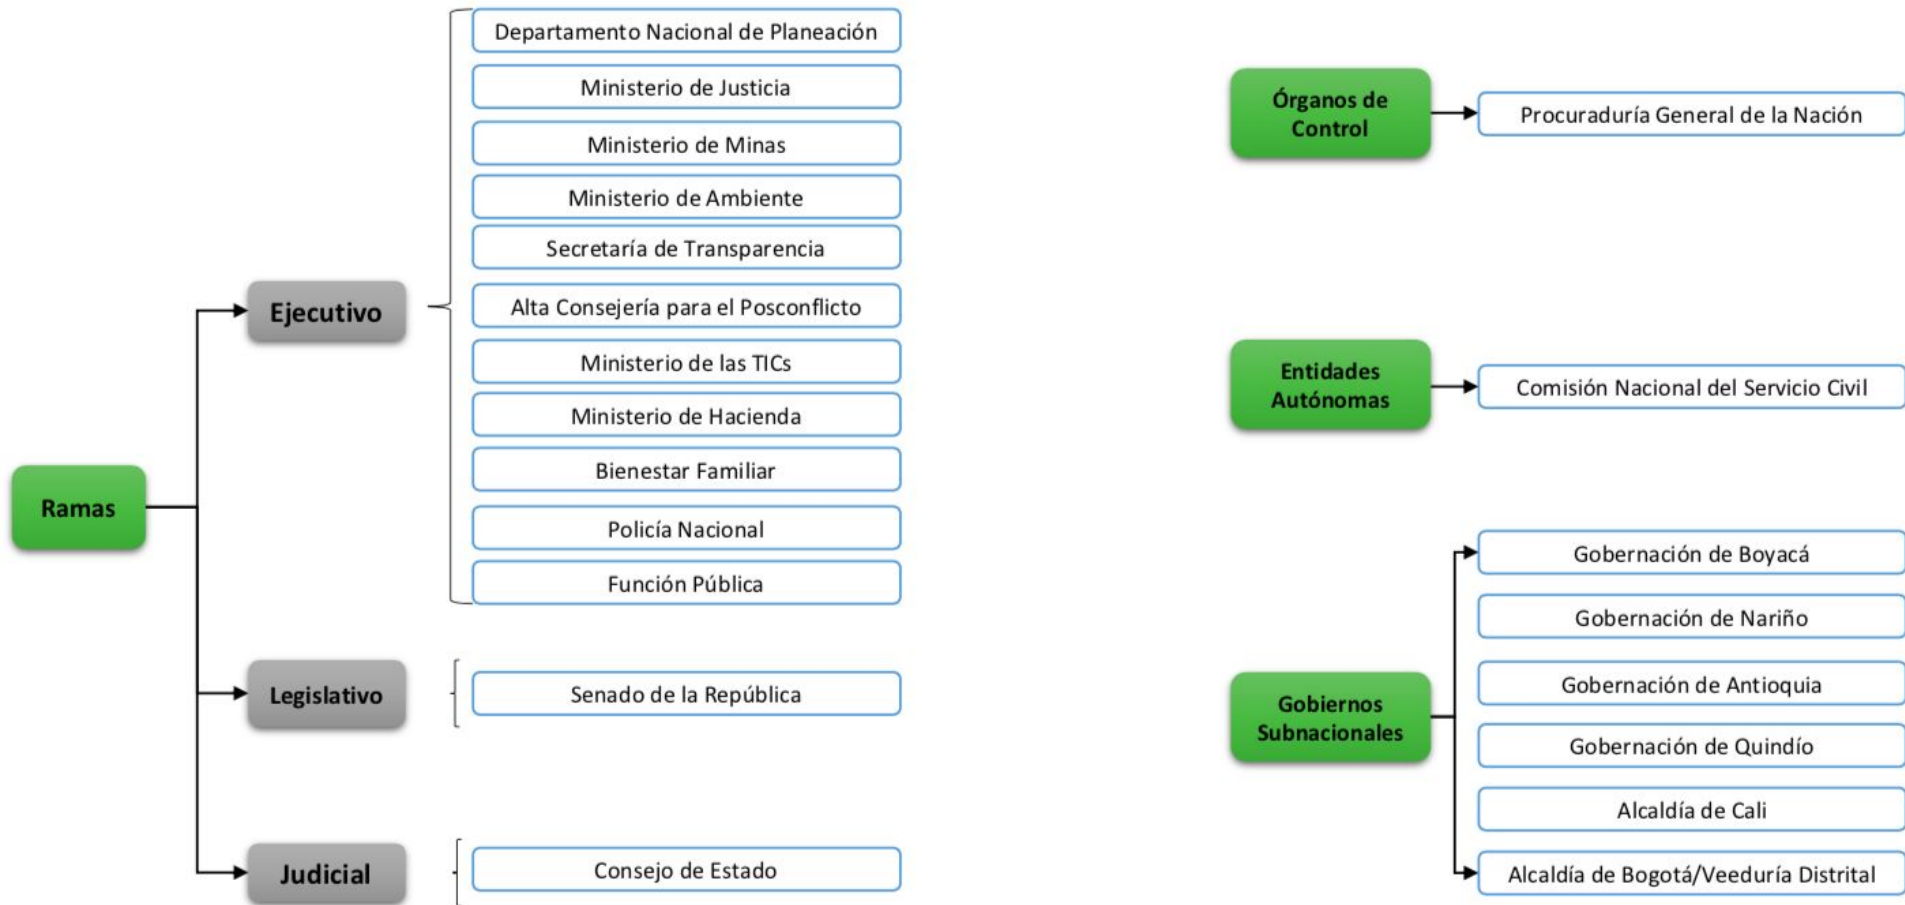 Ramas
Ejecutivo
Departamento Nacional de Planeación
Ministerio de Justicia
Ministerio de Minas
Ministerio de Ambiente
Secretaría de Transparencia
Alta Consejería para el Posconflicto
Ministerio de las TICs
Ministerio de Hacienda
Bienestar Familiar
Policía Nacional
Función Pública
Legislativo
Senado de la República
Judicial
Consejo de Estado
Órganos de
Control
Procuraduría General de la Nación
Entidades
Autónomas
Comisión Nacional del Servicio Civil
Gobiernos
Subnacionales
Gobernación de Boyacá
Gobernación de Nariño
Gobernación de Antioquia
Gobernación de Quindío
Alcaldía de Cali
Alcaldía de Bogotá/Veeduría Distrital